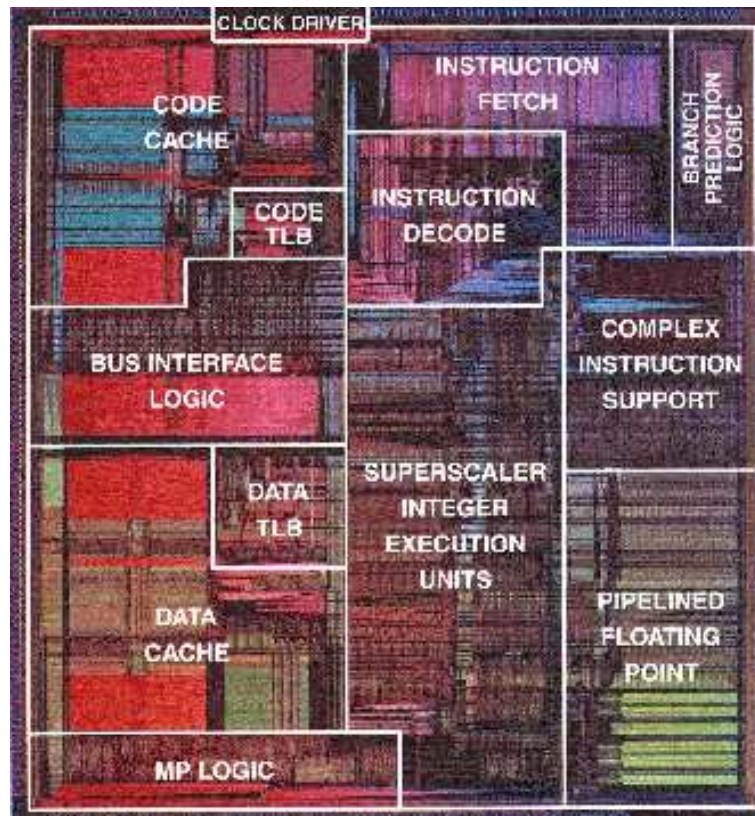 CLOCK DRIVER
CODE
CACHE
INSTRUCTION
FETCH
BRANCH
PREDICTION
LOGIC
CODE
TLB
INSTRUCTION
DECODE
BUS INTERFACE
LOGIC
COMPLEX
INSTRUCTION
SUPPORT
DATA
TLB
SUPERSCALER
INTEGER
EXECUTION
UNITS
DATA
CACHE
PIPELINED
FLOATING
POINT
MP LOGIC